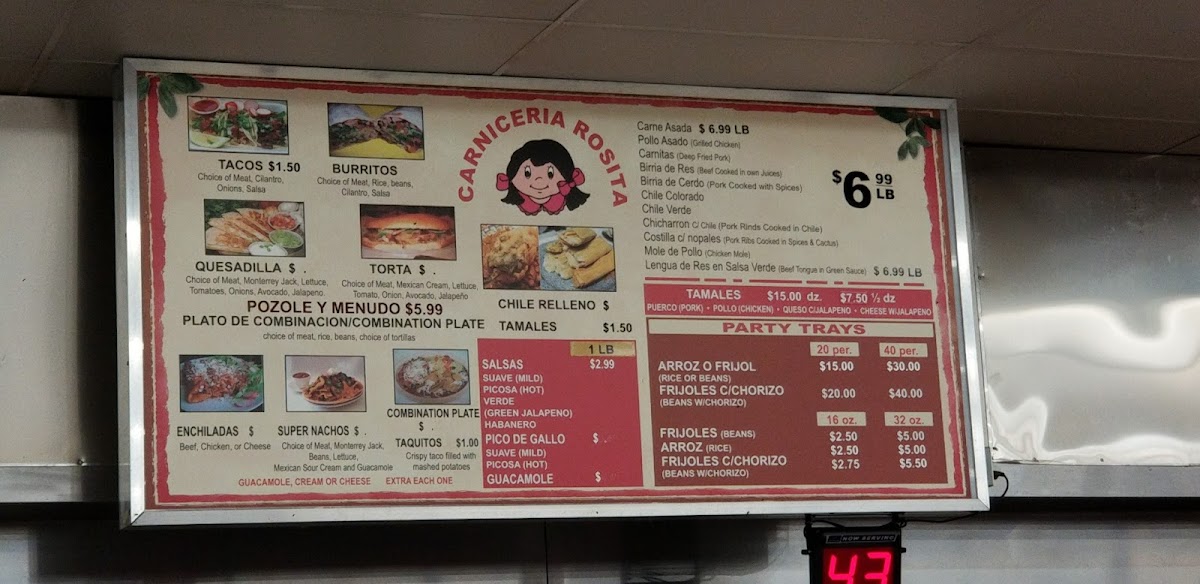 CARNICERIA ROSITA
TACOS $1.50
Choice of Meat, Cilantro,
Onions, Salsa
BURRITOS
Choice of Meat, Rice, beans,
Cilantro, Salsa
QUESADILLA $ .
Choice of Meat, Monterrey Jack, Lettuce,
Tomatoes, Onions, Avocado, Jalapeno.
TORTA $ .
Choice of Meat, Mexican Cream, Lettuce,
Tomato, Onion, Avocado, Jalapeño
POZOLE Y MENUDO $5.99
PLATO DE COMBINACION/COMBINATION PLATE
choice of meat, rice, beans, choice of tortillas
CHILE RELLENO $
TAMALES $1.50
ENCHILADAS $
Beef, Chicken, or Cheese
SUPER NACHOS $ .
Choice of Meat, Monterrey Jack,
Beans, Lettuce,
Mexican Sour Cream and Guacamole
COMBINATION PLATE
$ .
TAQUITOS $1.00
Crispy taco filled with
mashed potatoes
GUACAMOLE, CREAM OR CHEESE EXTRA EACH ONE
1 LB
SALSAS $2.99
SUAVE (MILD)
PICOSA (HOT)
VERDE
(GREEN JALAPENO)
HABANERO
PICO DE GALLO $ .
SUAVE (MILD)
PICOSA (HOT)
GUACAMOLE $
Carne Asada $ 6.99 LB
Pollo Asado (Grilled Chicken)
Carnitas (Deep Fried Pork)
Birria de Res (Beef Cooked in own Juices)
Birria de Cerdo (Pork Cooked with Spices)
Chile Colorado
Chile Verde
Chicharron C/ Chile (Pork Rinds Cooked in Chile)
Costilla c/ nopales (Pork Ribs Cooked in Spices & Cactus)
Mole de Pollo (Chicken Mole)
Lengua de Res en Salsa Verde (Beef Tongue in Green Sauce) $ 6.99 LB
$6 99 LB
TAMALES $15.00 dz. $7.50 ½ dz
PUERCO (PORK) • POLLO (CHICKEN) • QUESO C/JALAPENO • CHEESE W/JALAPENO
PARTY TRAYS
20 per. 40 per.
ARROZ O FRIJOL $15.00 $30.00
(RICE OR BEANS)
FRIJOLES C/CHORIZO $20.00 $40.00
(BEANS W/CHORIZO)
16 oz. 32 oz.
FRIJOLES (BEANS) $2.50 $5.00
ARROZ (RICE) $2.50 $5.00
FRIJOLES C/CHORIZO $2.75 $5.50
(BEANS W/CHORIZO)
NOW SERVING
43